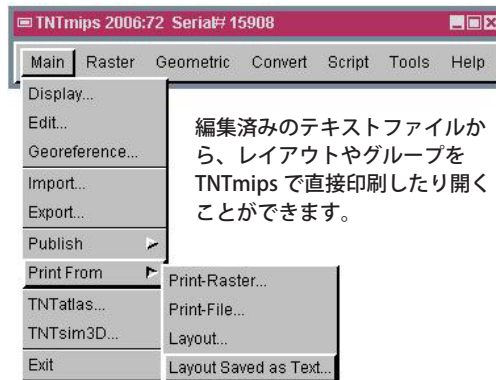 TNTmips 2006:72 Serial# 15908
Main Raster Geometric Convert Script Tools Help
Display...
Edit...
Georeference...
Import...
Export...
Publish
Print From
TNTatlas...
TNTsim3D...
Exit
編集済みのテキストファイルか
ら、レイアウトやグループを
TNTmips で直接印刷したり開く
ことができます。
Print-Raster...
Print-File...
Layout...
Layout Saved as Text...